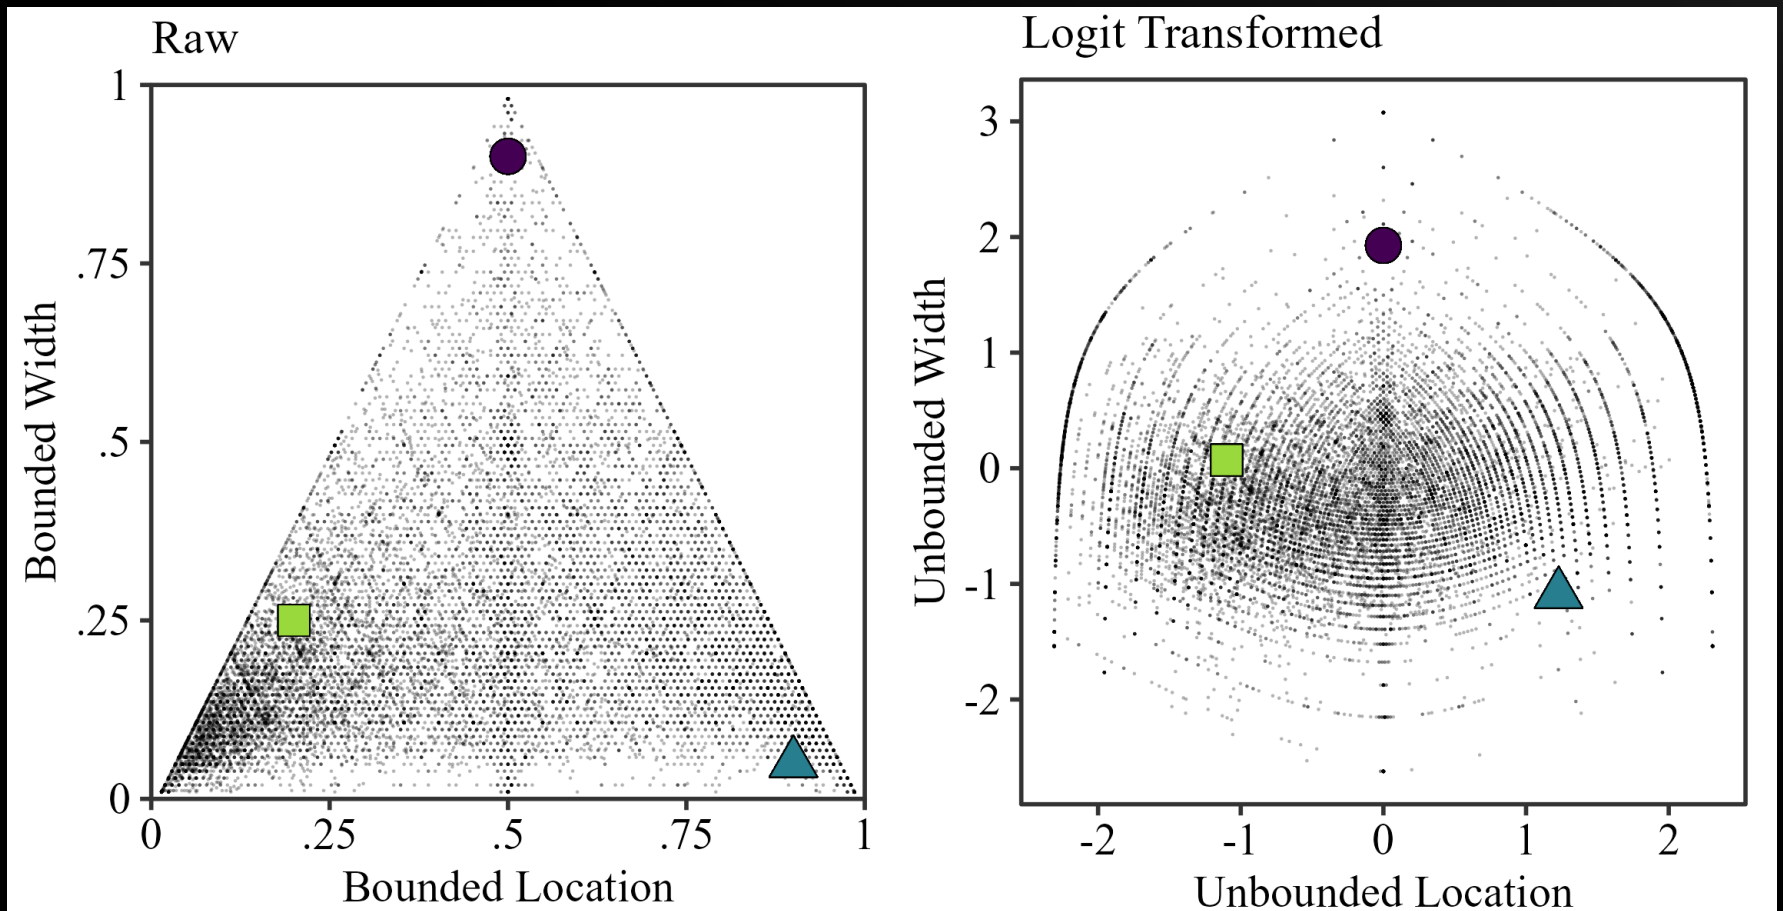 Raw
Bounded Width
1
.75
.5
.25
0
0 .25 .5 .75 1
Bounded Location
Logit Transformed
Unbounded Width
3
2
1
0
-1
-2
-2 -1 0 1 2
Unbounded Location